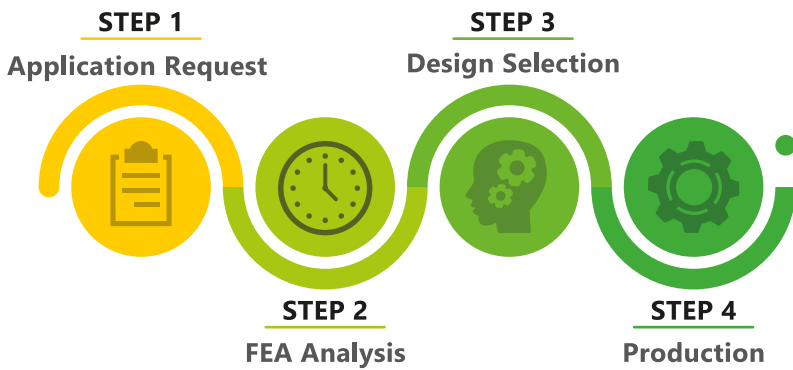 STEP 1
Application Request
STEP 2
FEA Analysis
STEP 3
Design Selection
STEP 4
Production